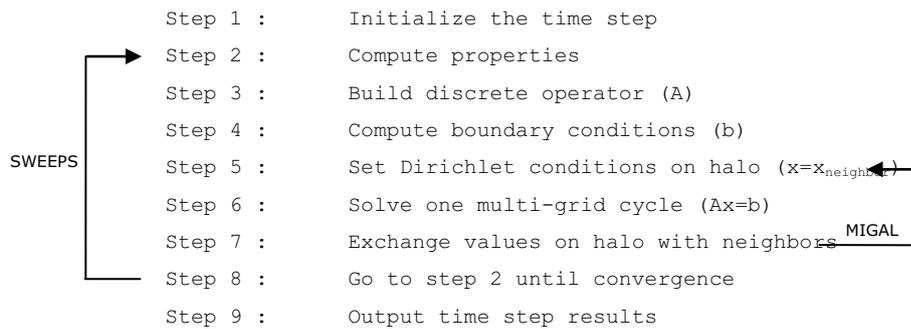 Step 1 : Initialize the time step
Step 2 : Compute properties
Step 3 : Build discrete operator (A)
Step 4 : Compute boundary conditions (b)
SWEEPS
Step 5 : Set Dirichlet conditions on halo (x=xneighbor)
Step 6 : Solve one multi-grid cycle (Ax=b)
Step 7 : Exchange values on halo with neighbors
MIGAL
Step 8 : Go to step 2 until convergence
Step 9 : Output time step results